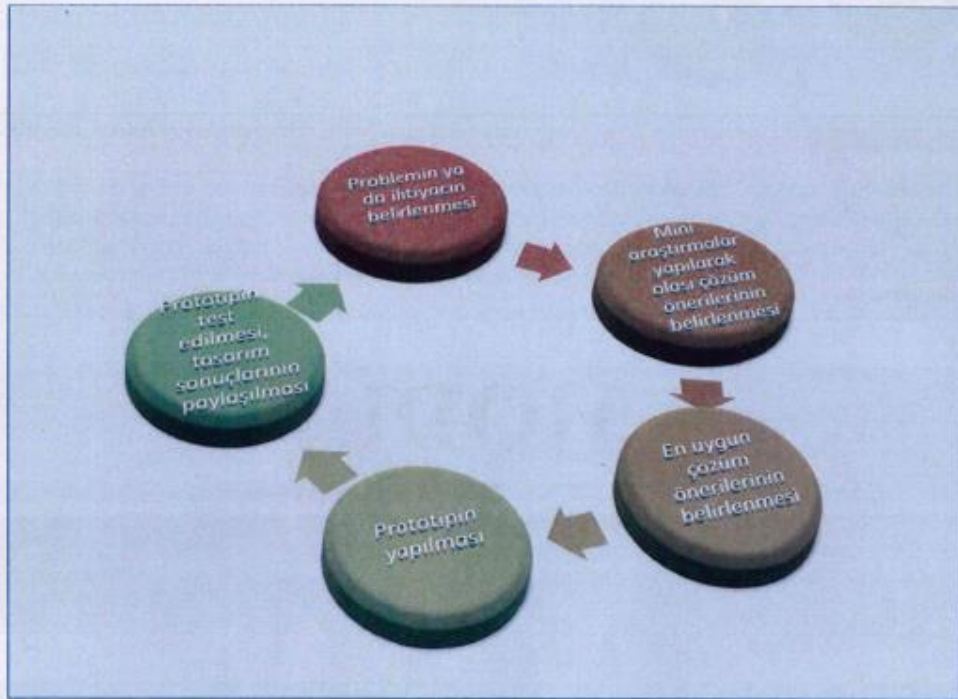 Problemin ya
da ihtiyacın
belirlenmesi
Mini
araştırmalar
yapılarak
olası çözüm
önerilerinin
belirlenmesi
En uygun
çözüm
önerilerinin
belirlenmesi
Prototipin
yapılması
Prototipin
test
edilmesi,
tasarım
sonuçlarının
paylaşılması